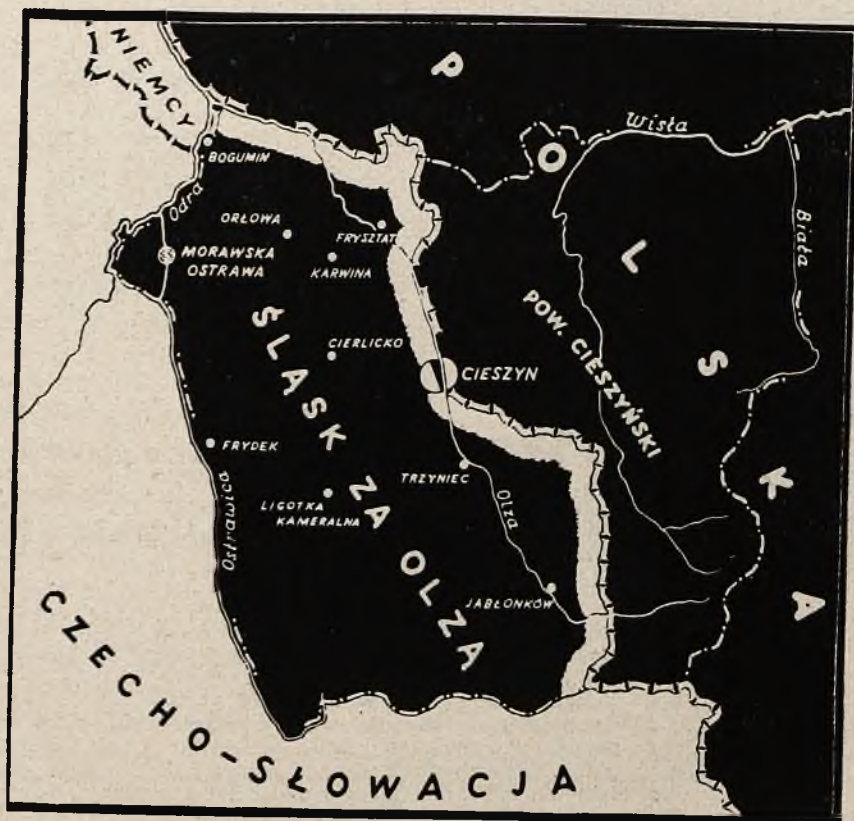 NIEMCY
POLSKA
Wisła
BOGUMIN
Odra
ORŁOWA
FRYSZTAT
Biała
MORAWSKA
OSTRAWA
KARWINA
POW. CIESZYŃSKI
CIERLICKO
CIESZYN
ŚLĄSK ZA OLZĄ
FRYDEK
TRZYNIEC
LIGOTKA
KAMERALNA
Olza
Ostrawica
JABŁONKÓW
CZECHO-SŁOWACJA